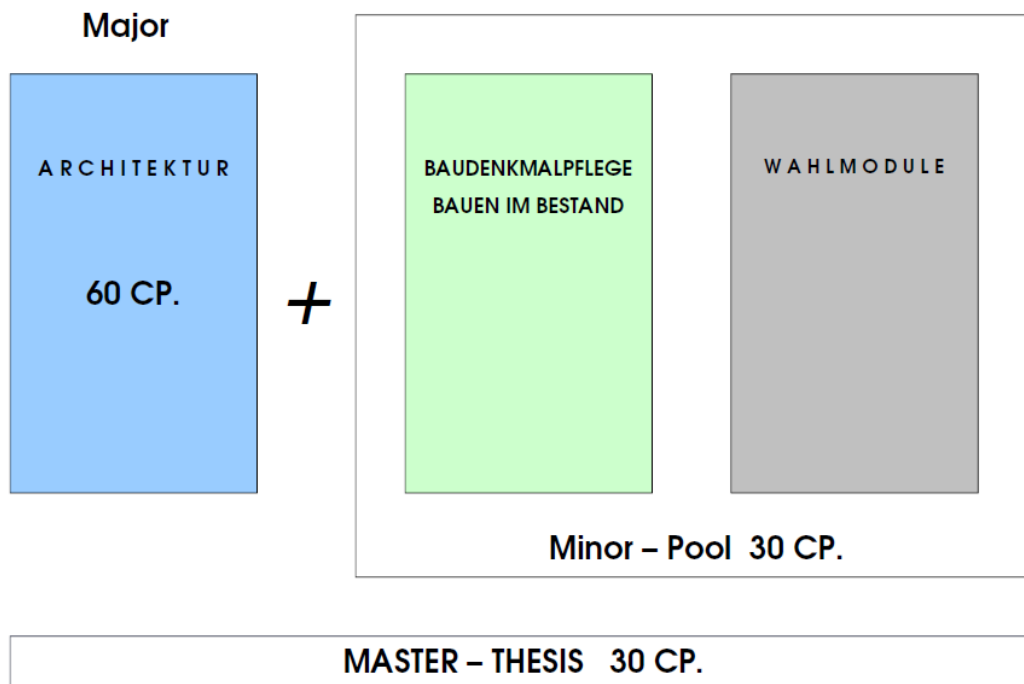 Major
ARCHITEKTUR
60 CP.
+
BAUDENKMALPFLEGE
BAUEN IM BESTAND
WAHLMODULE
Minor – Pool 30 CP.
MASTER – THESIS 30 CP.